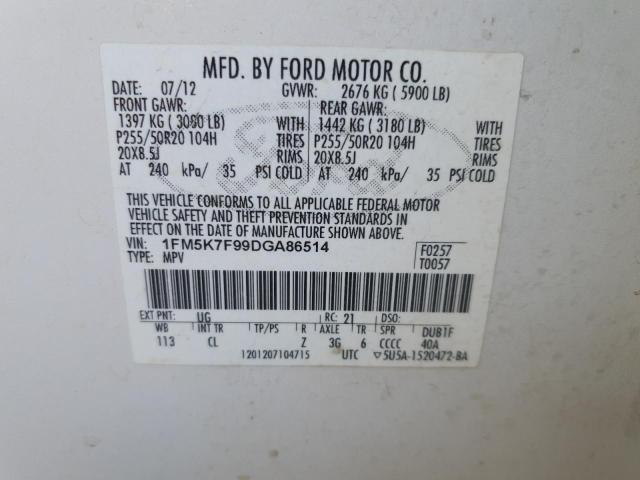 MFD. BY FORD MOTOR CO.
DATE: 07/12 GVWR: 2676 KG ( 5900 LB)
FRONT GAWR: REAR GAWR:
1397 KG ( 3080 LB) WITH 1442 KG ( 3180 LB) WITH
P255/50R20 104H TIRES P255/50R20 104H TIRES
20X8.5J RIMS 20X8.5J RIMS
AT 240 kPa/ 35 PSI COLD AT 240 kPa/ 35 PSI COLD
THIS VEHICLE CONFORMS TO ALL APPLICABLE FEDERAL MOTOR
VEHICLE SAFETY AND THEFT PREVENTION STANDARDS IN
EFFECT ON THE DATE OF MANUFACTURE SHOWN ABOVE.
VIN: 1FM5K7F99DGA86514 F0257
TYPE: MPV T0057
EXT PNT: UG RC: 21 DSO:
WB INT TR TP/PS R AXLE TR SPR DUB1F
113 CL Z 3G 6 CCCC 40A
1201207104715 UTC ▽5U5A-1520472-BA